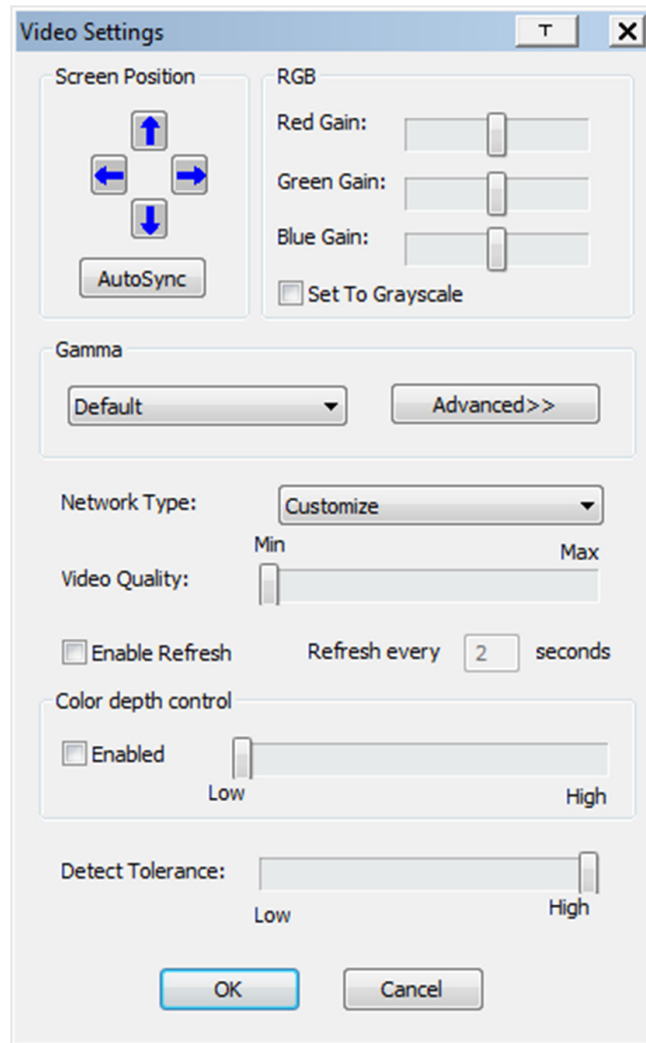 Video Settings
T
X
Screen Position
AutoSync
RGB
Red Gain:
Green Gain:
Blue Gain:
Set To Grayscale
Gamma
Default
Advanced>>
Network Type:
Customize
Min
Max
Video Quality:
Enable Refresh
Refresh every 2 seconds
Color depth control
Enabled
Low
High
Detect Tolerance:
Low
High
OK
Cancel